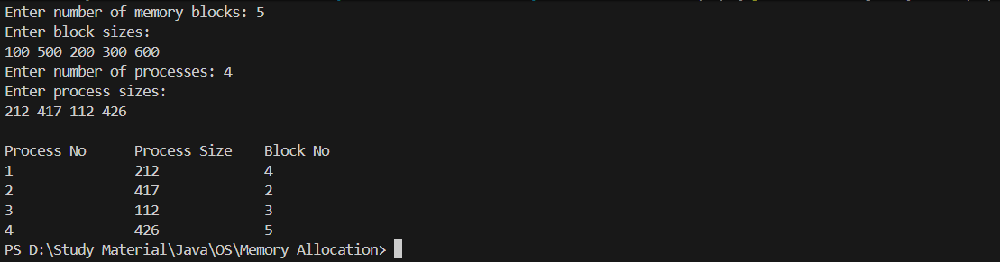 Enter number of memory blocks: 5
Enter block sizes:
100 500 200 300 600
Enter number of processes: 4
Enter process sizes:
212 417 112 426
Process No Process Size Block No
1 212 4
2 417 2
3 112 3
4 426 5
PS D:\Study Material\Java\OS\Memory Allocation>